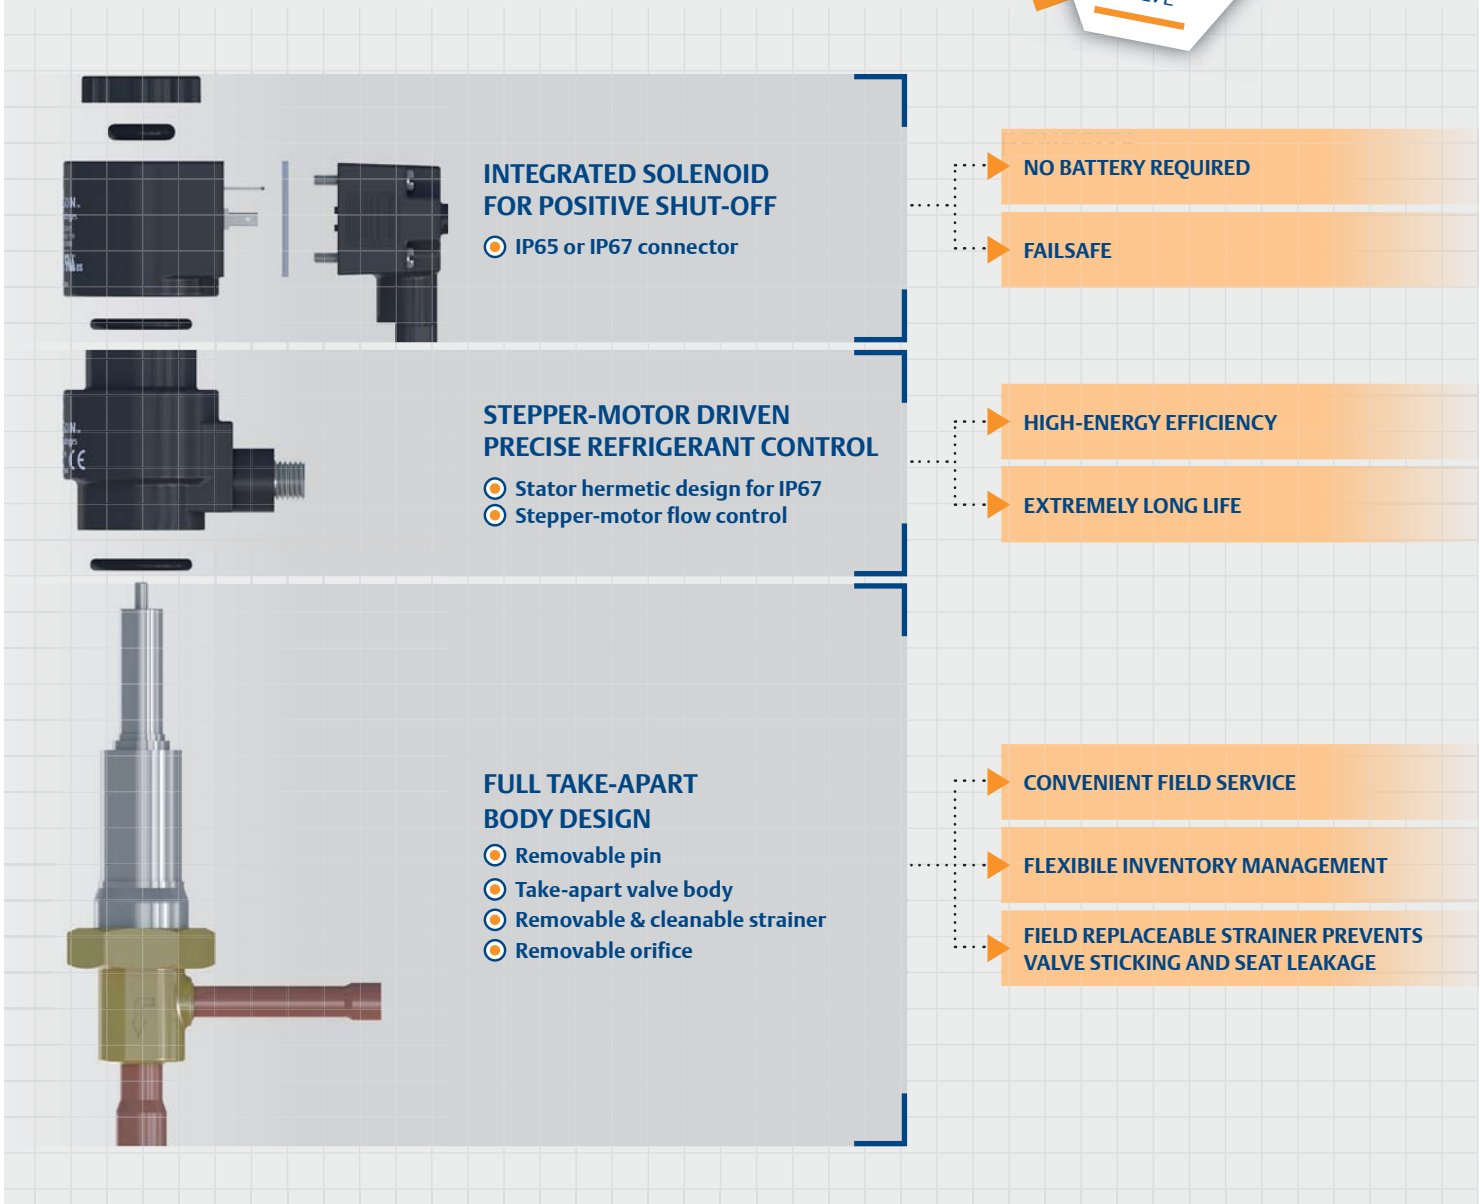 INTEGRATED SOLENOID
FOR POSITIVE SHUT-OFF
IP65 or IP67 connector
NO BATTERY REQUIRED
FAILSAFE
STEPPER-MOTOR DRIVEN
PRECISE REFRIGERANT CONTROL
Stator hermetic design for IP67
Stepper-motor flow control
HIGH-ENERGY EFFICIENCY
EXTREMELY LONG LIFE
CE
FULL TAKE-APART
BODY DESIGN
Removable pin
Take-apart valve body
Removable & cleanable strainer
Removable orifice
CONVENIENT FIELD SERVICE
FLEXIBILE INVENTORY MANAGEMENT
FIELD REPLACEABLE STRAINER PREVENTS
VALVE STICKING AND SEAT LEAKAGE